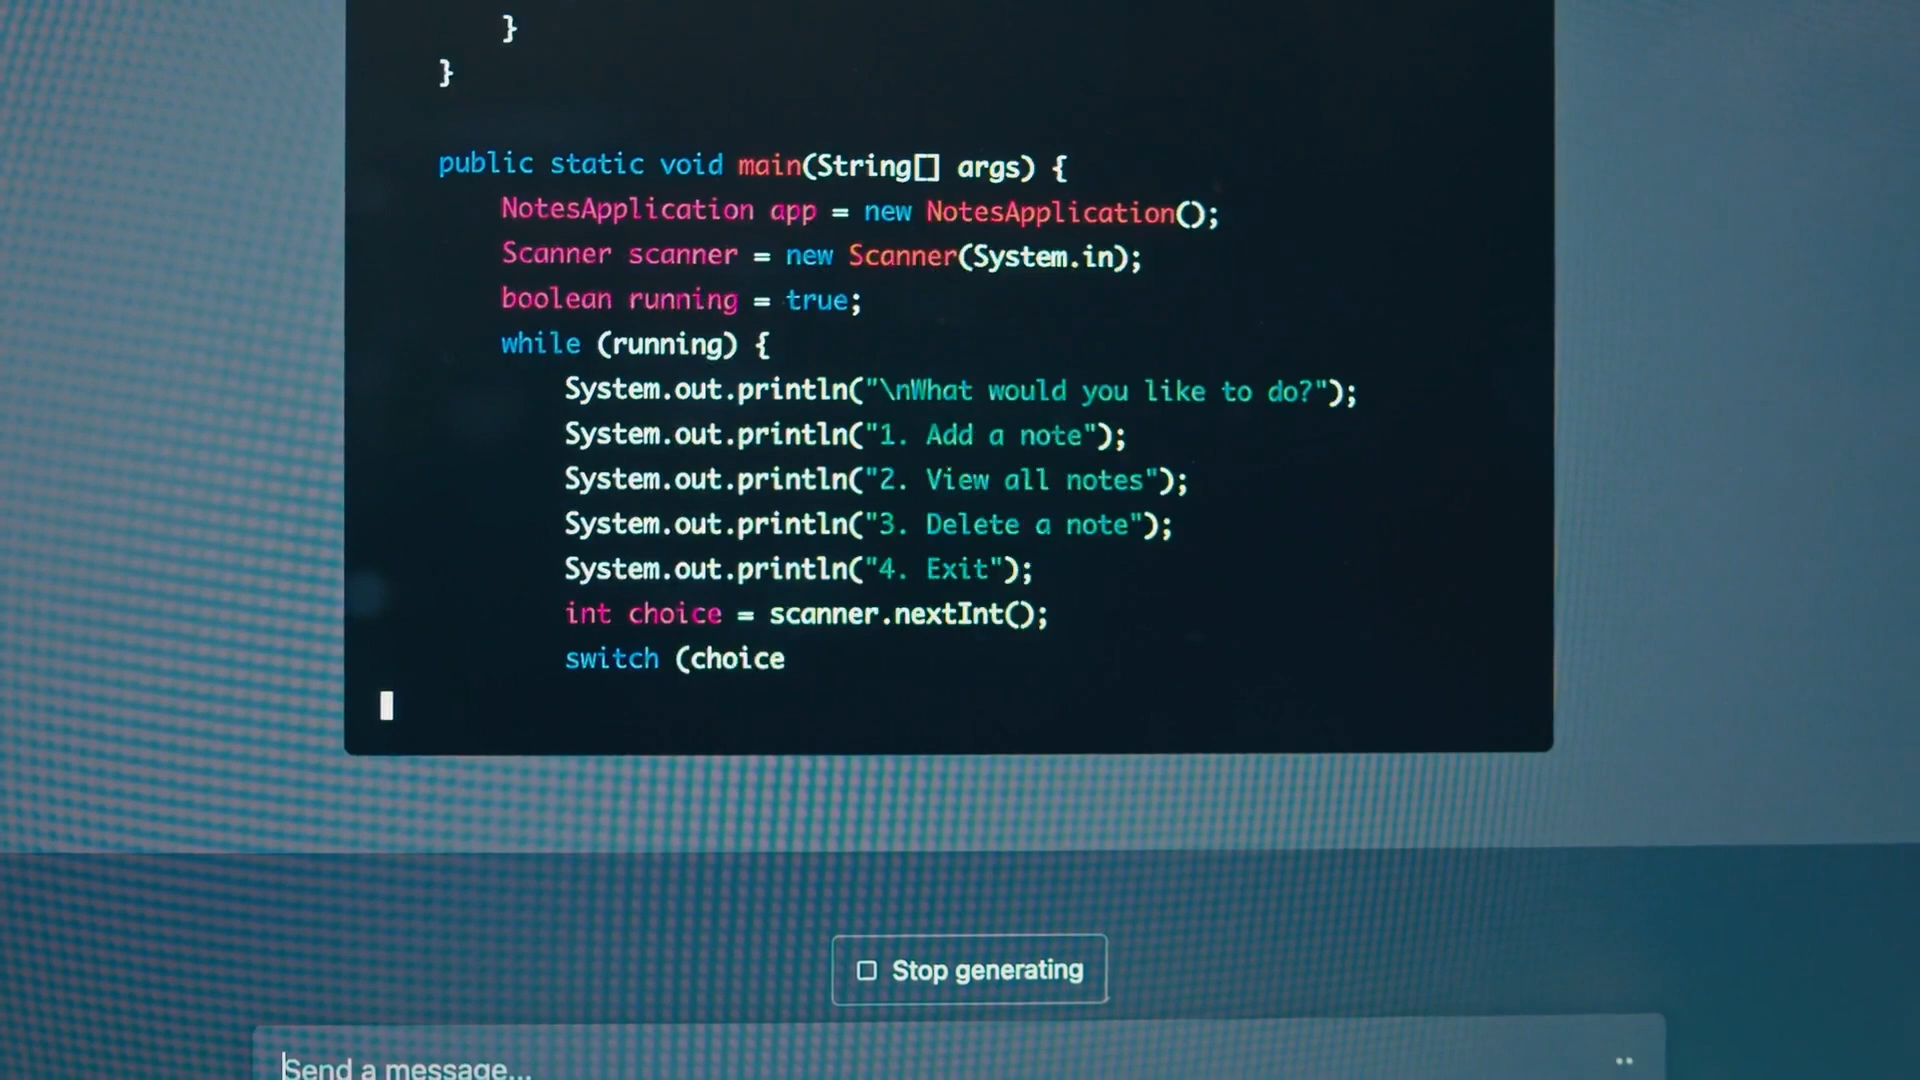 }
}
public static void main(String[] args) {
NotesApplication app = new NotesApplication();
Scanner scanner = new Scanner(System.in);
boolean running = true;
while (running) {
System.out.println("\nWhat would you like to do?");
System.out.println("1. Add a note");
System.out.println("2. View all notes");
System.out.println("3. Delete a note");
System.out.println("4. Exit");
int choice = scanner.nextInt();
switch (choice
Stop generating
Send a message...